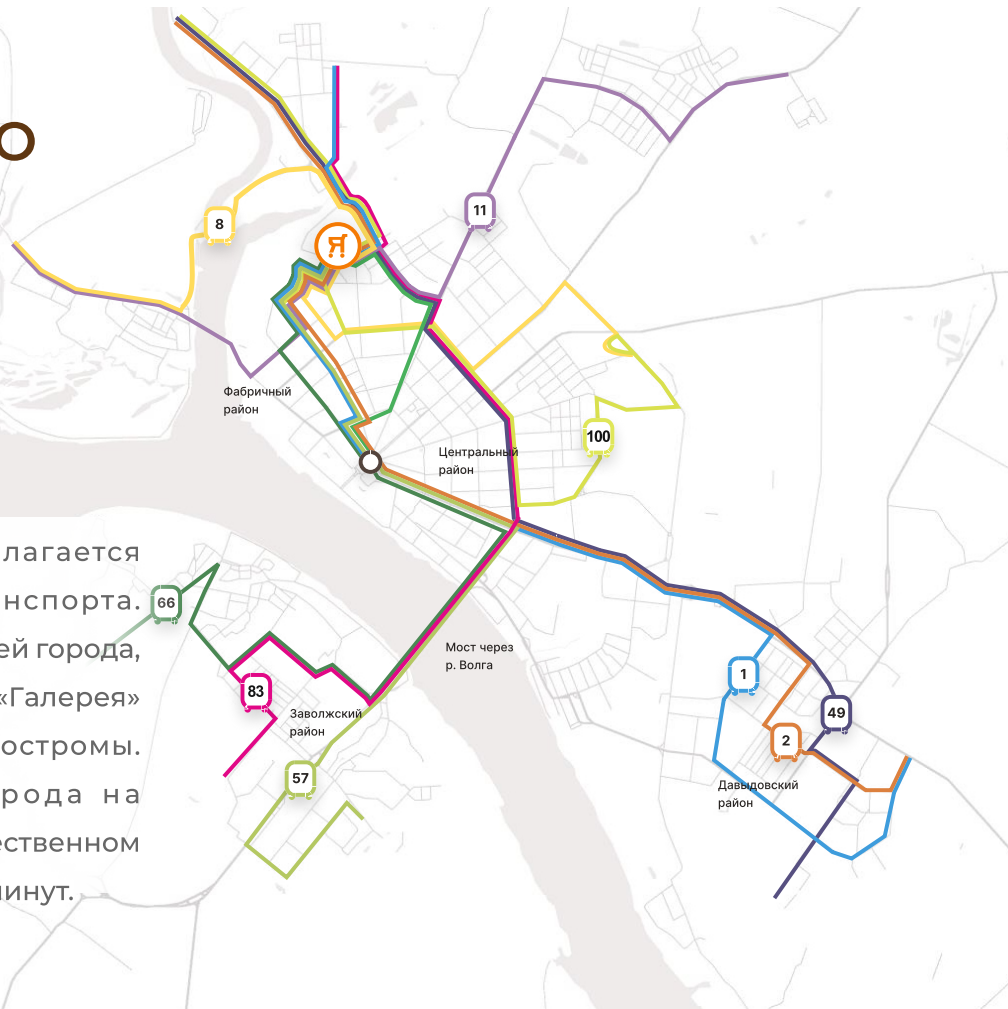 О
11
8
Фабричный
район
Центральный
район
100
лагается
нспорта.
ей города,
«Галерея»
остромы.
рода на
ественном
инут.
66
83
Мост через
р. Волга
Заволжский
район
57
1
49
2
Давыдовский
район